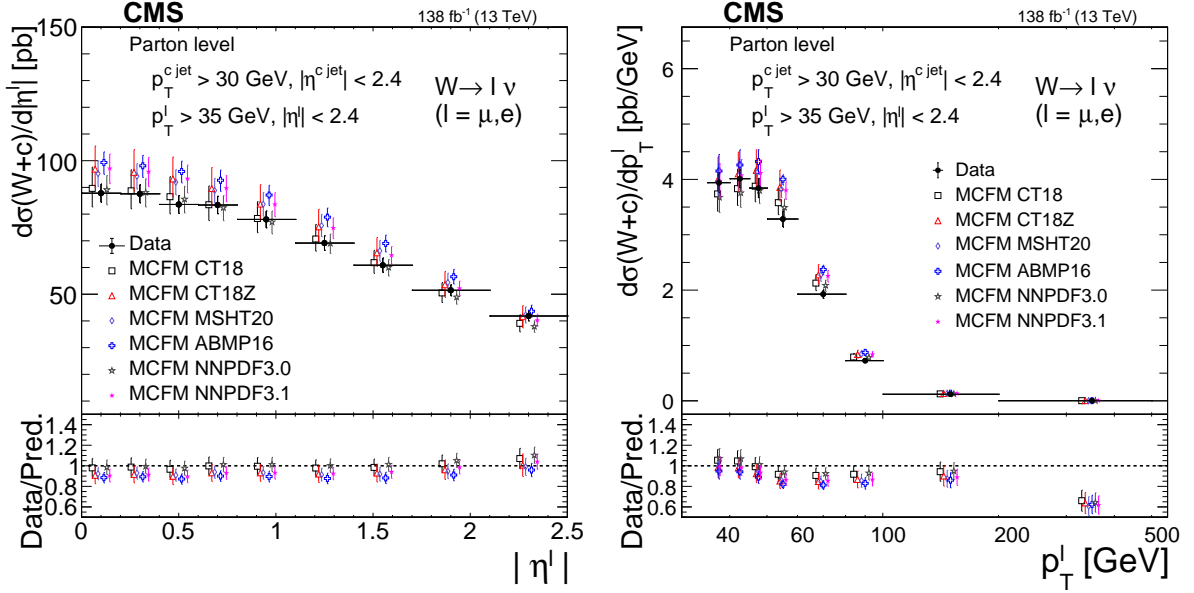 CMS
138 fb⁻¹ (13 TeV)
Parton level
p_T^{c jet} > 30 GeV, |η^{c jet}| < 2.4
p_T^l > 35 GeV, |η^l| < 2.4
W→ l ν
(l = μ,e)
dσ(W+c)/d|η^l| [pb]
150
100
50
Data
MCFM CT18
MCFM CT18Z
MCFM MSHT20
MCFM ABMP16
MCFM NNPDF3.0
MCFM NNPDF3.1
Data/Pred.
1.4
1.2
1
0.8
0.6
0 0.5 1 1.5 2 2.5
| η^l |
CMS
138 fb⁻¹ (13 TeV)
Parton level
p_T^{c jet} > 30 GeV, |η^{c jet}| < 2.4
p_T^l > 35 GeV, |η^l| < 2.4
W→ l ν
(l = μ,e)
dσ(W+c)/dp_T^l [pb/GeV]
6
4
2
0
Data
MCFM CT18
MCFM CT18Z
MCFM MSHT20
MCFM ABMP16
MCFM NNPDF3.0
MCFM NNPDF3.1
Data/Pred.
1.4
1.2
1
0.8
0.6
40 60 100 200 500
p_T^l [GeV]